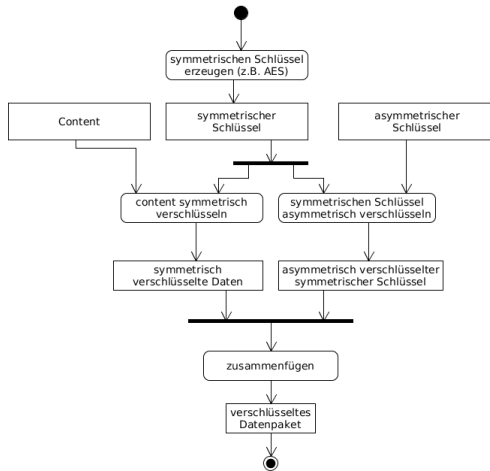 symmetrischen Schlüssel
erzeugen (z.B. AES)
Content
symmetrischer
Schlüssel
asymmetrischer
Schlüssel
content symmetrisch
verschlüsseln
symmetrischen Schlüssel
asymmetrisch verschlüsseln
symmetrisch
verschlüsselte Daten
asymmetrisch verschlüsselter
symmetrischer Schlüssel
zusammenfügen
verschlüsseltes
Datenpaket